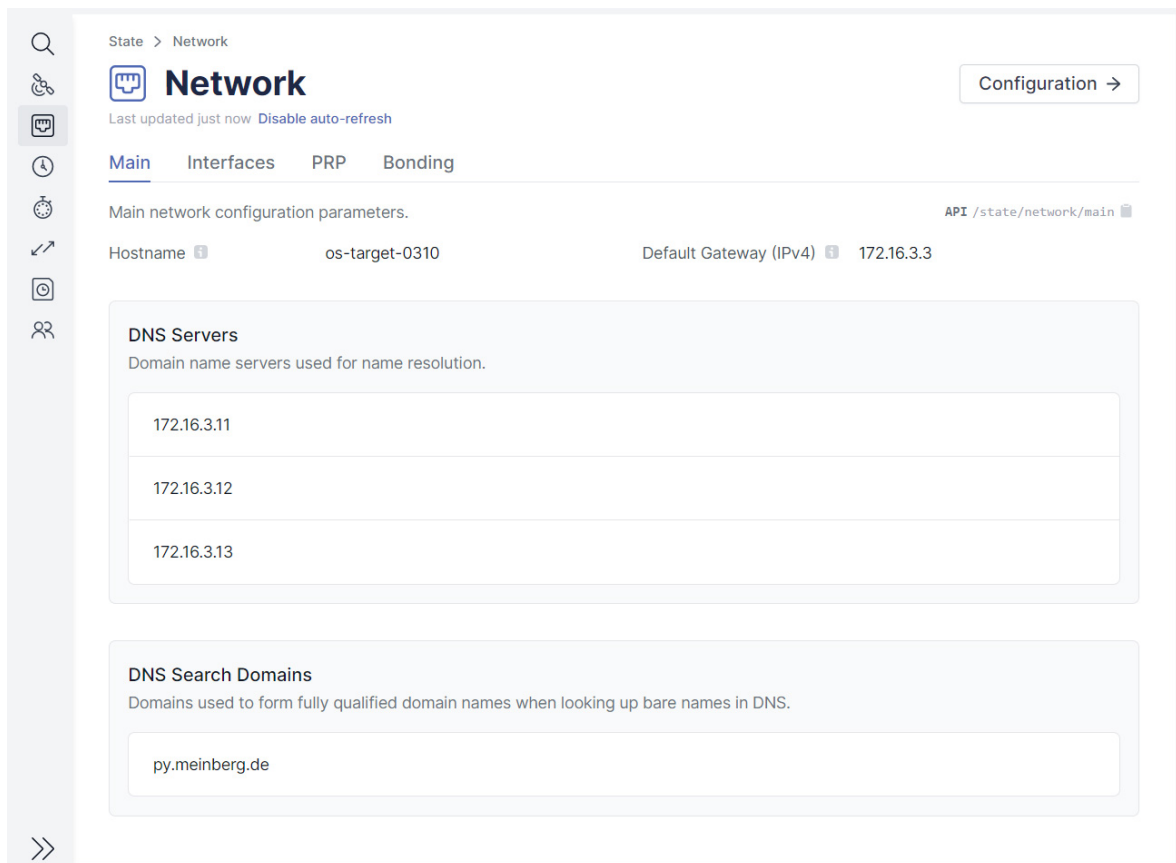 State > Network
Network
Configuration →
Last updated just now Disable auto-refresh
Main Interfaces PRP Bonding
Main network configuration parameters.
API /state/network/main
Hostname os-target-0310 Default Gateway (IPv4) 172.16.3.3
DNS Servers
Domain name servers used for name resolution.
172.16.3.11
172.16.3.12
172.16.3.13
DNS Search Domains
Domains used to form fully qualified domain names when looking up bare names in DNS.
py.meinberg.de